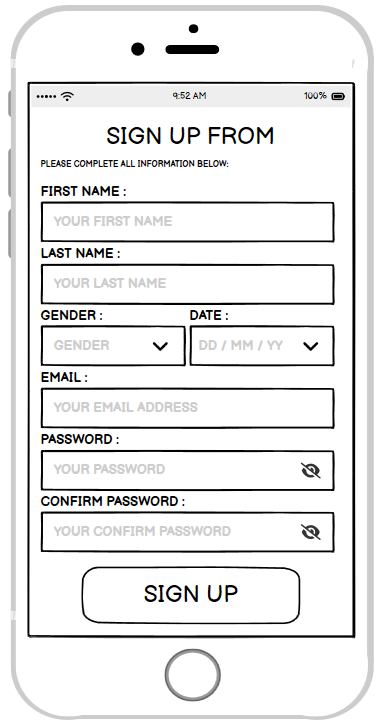 9:52 AM 100%
SIGN UP FROM
PLEASE COMPLETE ALL INFORMATION BELOW:
FIRST NAME :
YOUR FIRST NAME
LAST NAME :
YOUR LAST NAME
GENDER : DATE :
GENDER DD / MM / YY
EMAIL :
YOUR EMAIL ADDRESS
PASSWORD :
YOUR PASSWORD
CONFIRM PASSWORD :
YOUR CONFIRM PASSWORD
SIGN UP